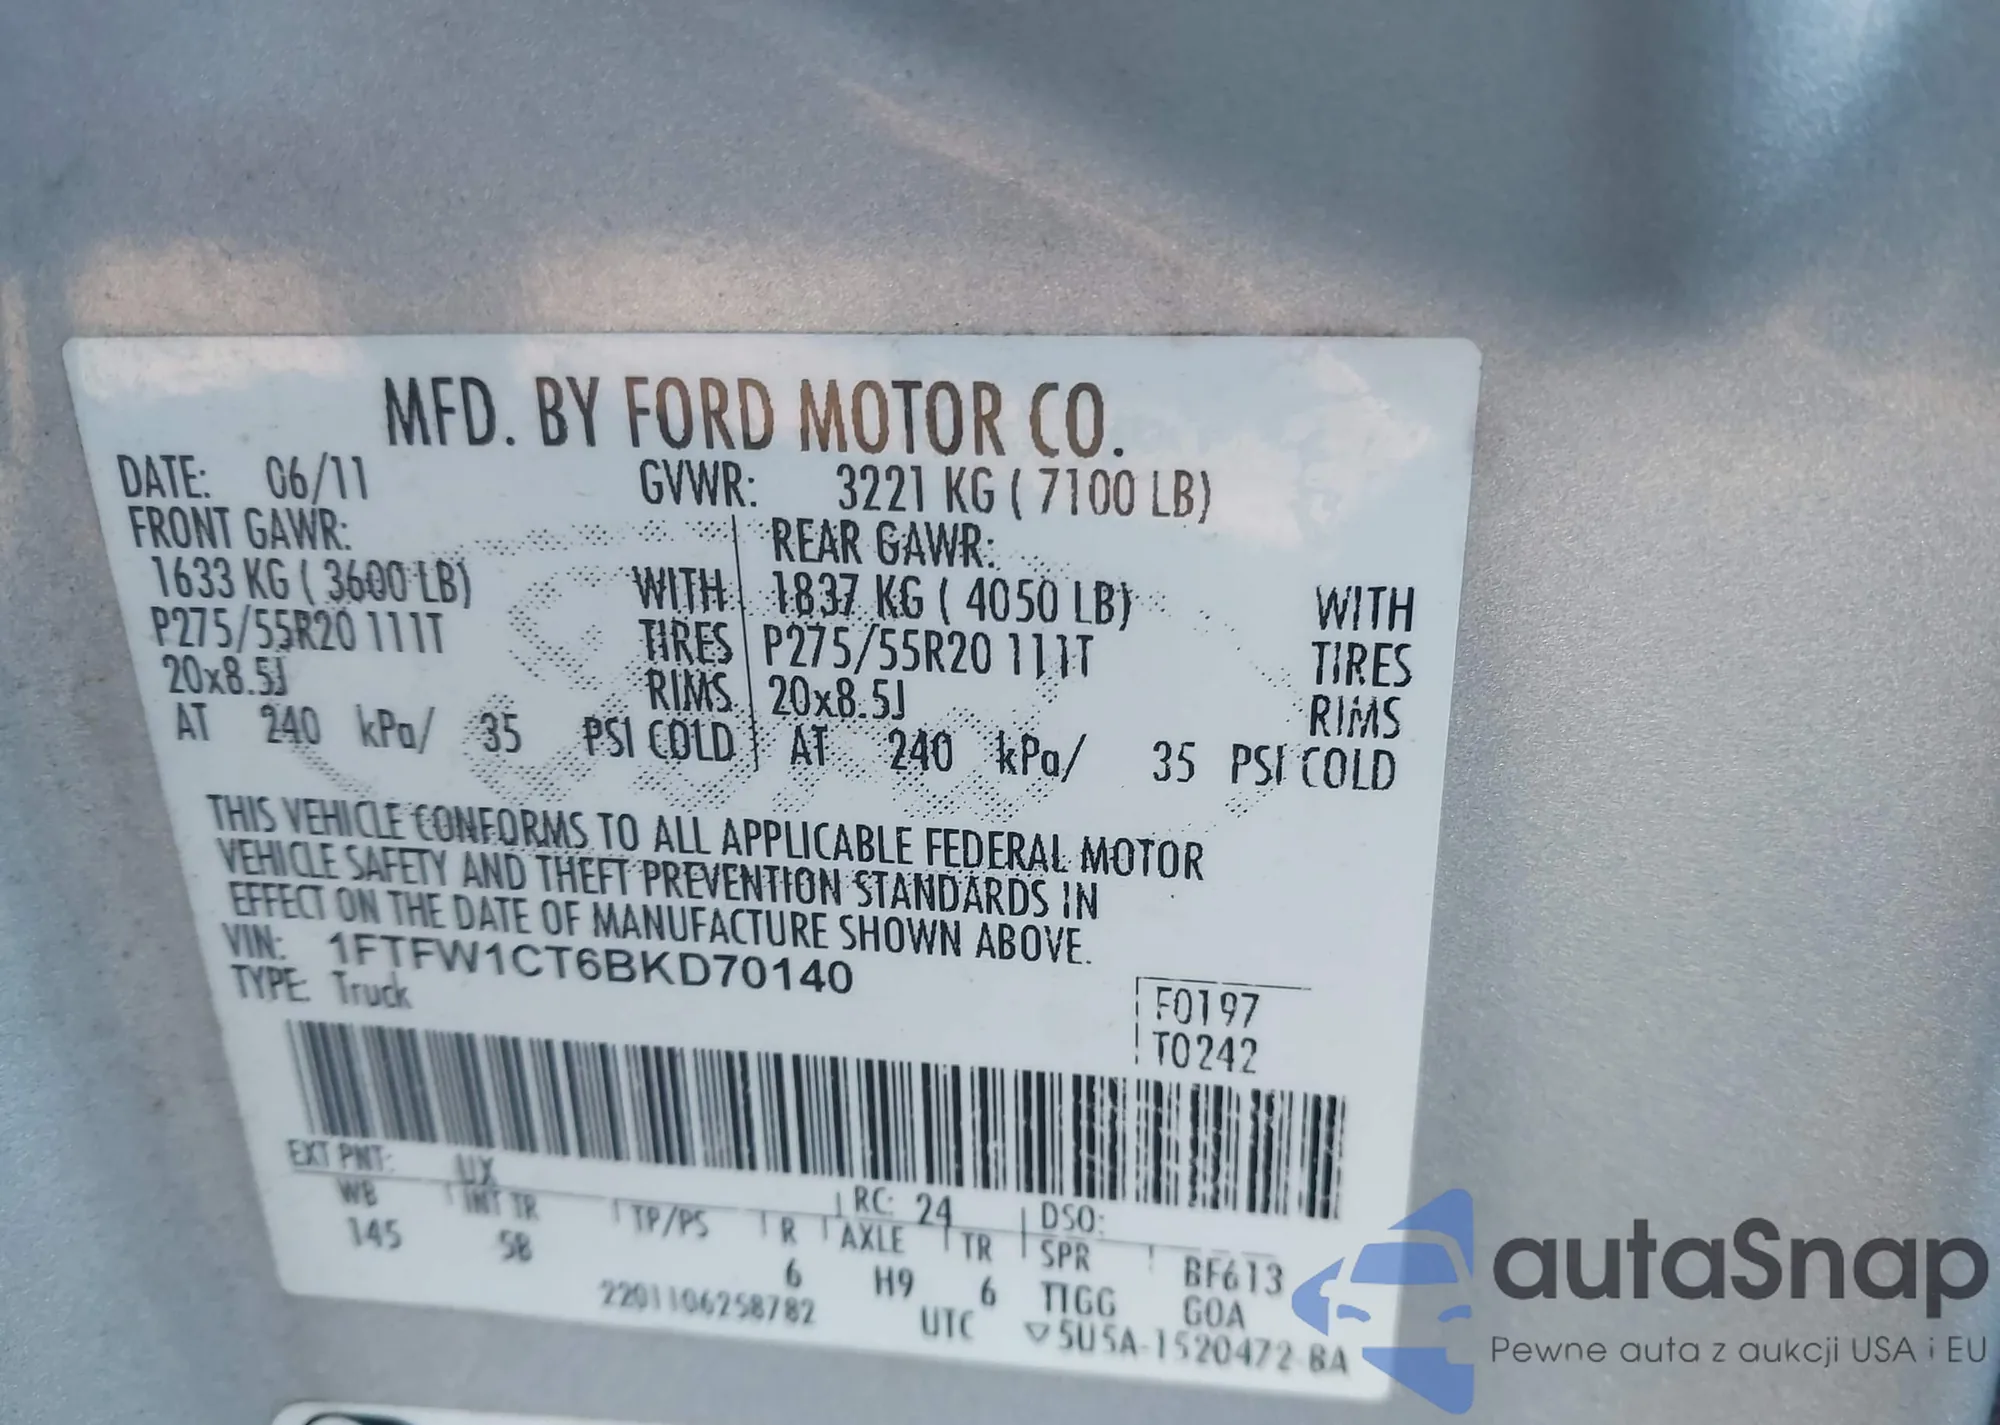 MFD. BY FORD MOTOR CO.
DATE: 06/11 GVWR: 3221 KG ( 7100 LB)
FRONT GAWR: REAR GAWR:
1633 KG ( 3600 LB) WITH 1837 KG ( 4050 LB) WITH
P275/55R20 111T TIRES P275/55R20 111T TIRES
20x8.5J RIMS 20x8.5J RIMS
AT 240 kPa/ 35 PSI COLD AT 240 kPa/ 35 PSI COLD
THIS VEHICLE CONFORMS TO ALL APPLICABLE FEDERAL MOTOR
VEHICLE SAFETY AND THEFT PREVENTION STANDARDS IN
EFFECT ON THE DATE OF MANUFACTURE SHOWN ABOVE.
VIN: 1FTFW1CT6BKD70140
TYPE: Truck
F0197
T0242
EXT PNT: UX RC: 24 DSO:
WB INT TR TP/PS R AXLE TR SPR BF613
145 5B 6 H9 6 TTGG GOA
2201106258782 UTC ▽5U5A-1520472-BA
autaSnap
Pewne auta z aukcji USA i EU